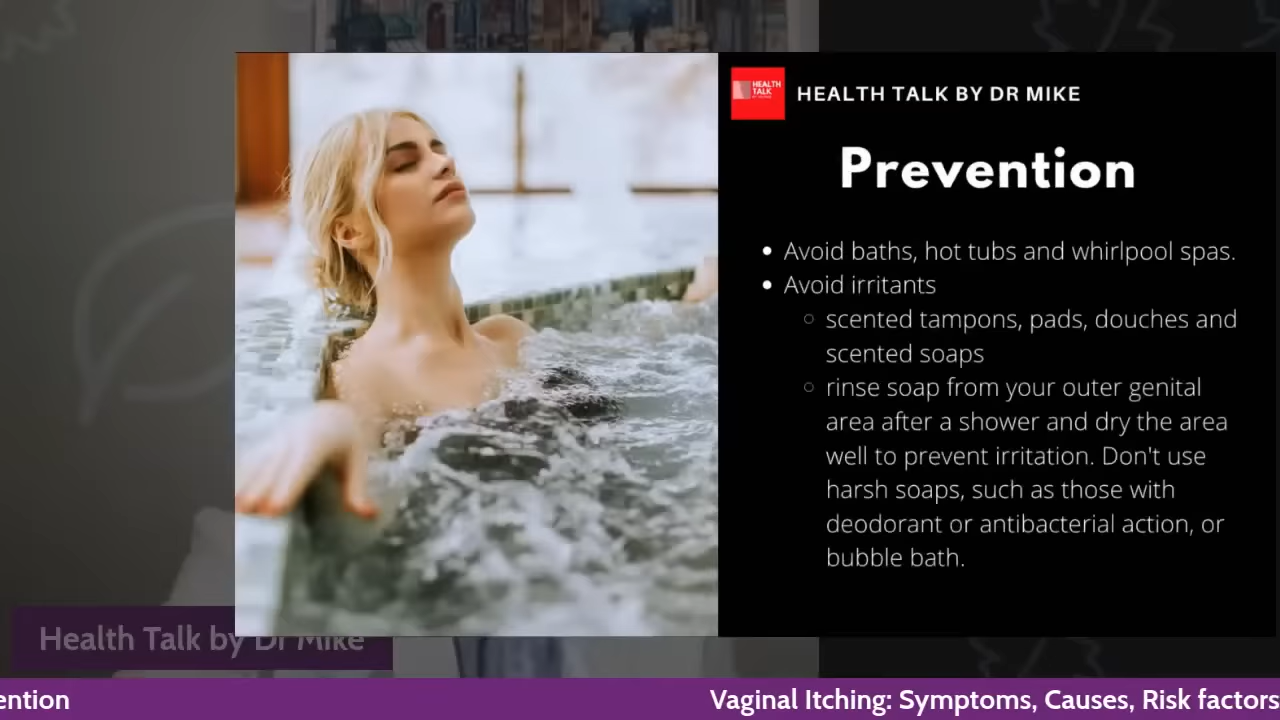 HEALTH
TALK
HEALTH TALK BY DR MIKE
Prevention
• Avoid baths, hot tubs and whirlpool spas.
• Avoid irritants
○ scented tampons, pads, douches and
scented soaps
○ rinse soap from your outer genital
area after a shower and dry the area
well to prevent irritation. Don't use
harsh soaps, such as those with
deodorant or antibacterial action, or
bubble bath.
Health Talk by Dr Mike
ention
Vaginal Itching: Symptoms, Causes, Risk factors